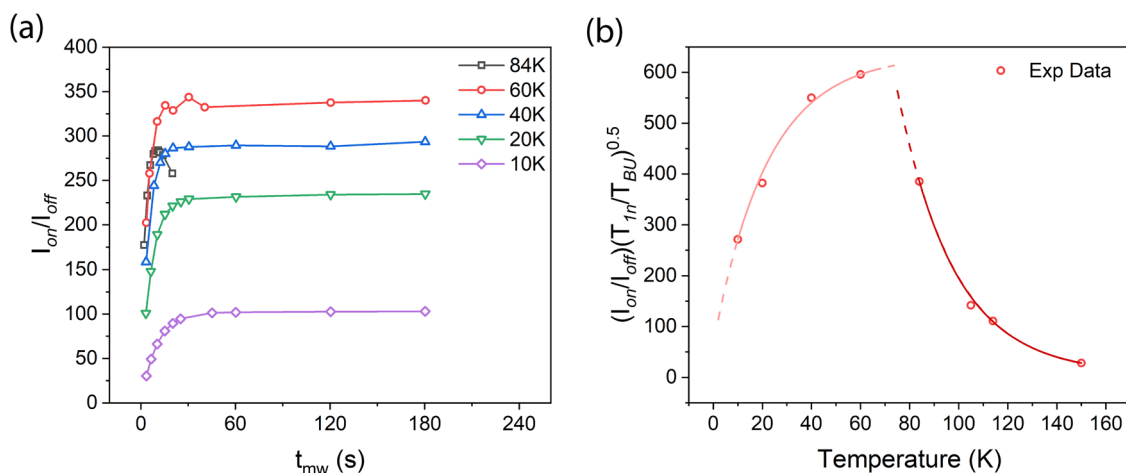 (a)
400
350
300
250
200
150
100
50
0
I_on/I_off
0 60 120 180 240
t_mw (s)
84K
60K
40K
20K
10K
(b)
600
500
400
300
200
100
0
(I_on/I_off)(T_1n/T_BU)^0.5
0 20 40 60 80 100 120 140 160
Temperature (K)
Exp Data